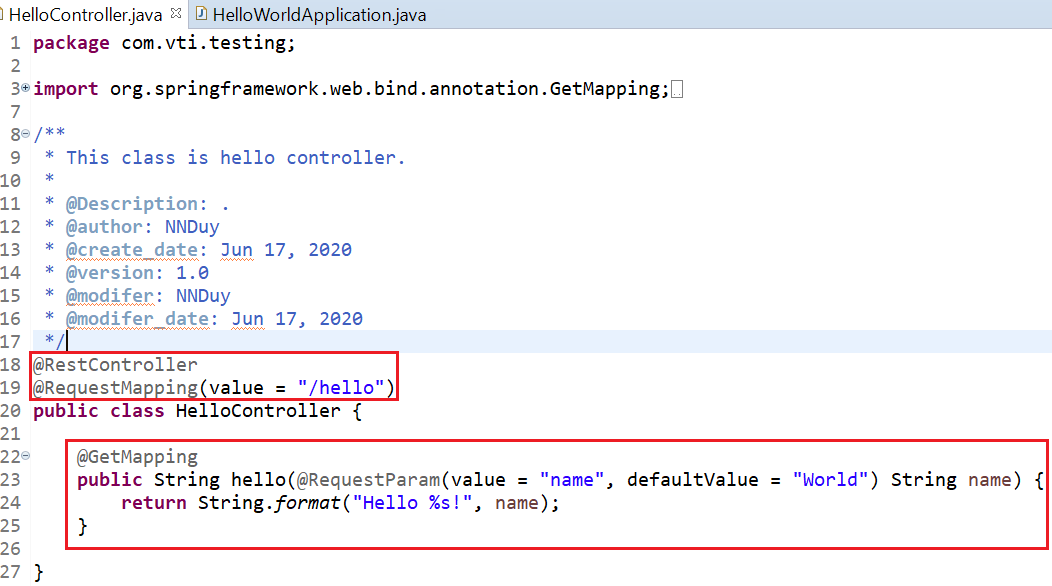 HelloController.java HelloWorldApplication.java
1 package com.vti.testing;
2
3 import org.springframework.web.bind.annotation.GetMapping;
7
8 /**
9 * This class is hello controller.
10 *
11 * @Description: .
12 * @author: NNDuy
13 * @create_date: Jun 17, 2020
14 * @version: 1.0
15 * @modifer: NNDuy
16 * @modifer_date: Jun 17, 2020
17 */
18 @RestController
19 @RequestMapping(value = "/hello")
20 public class HelloController {
21
22 @GetMapping
23 public String hello(@RequestParam(value = "name", defaultValue = "World") String name) {
24 return String.format("Hello %s!", name);
25 }
26
27 }